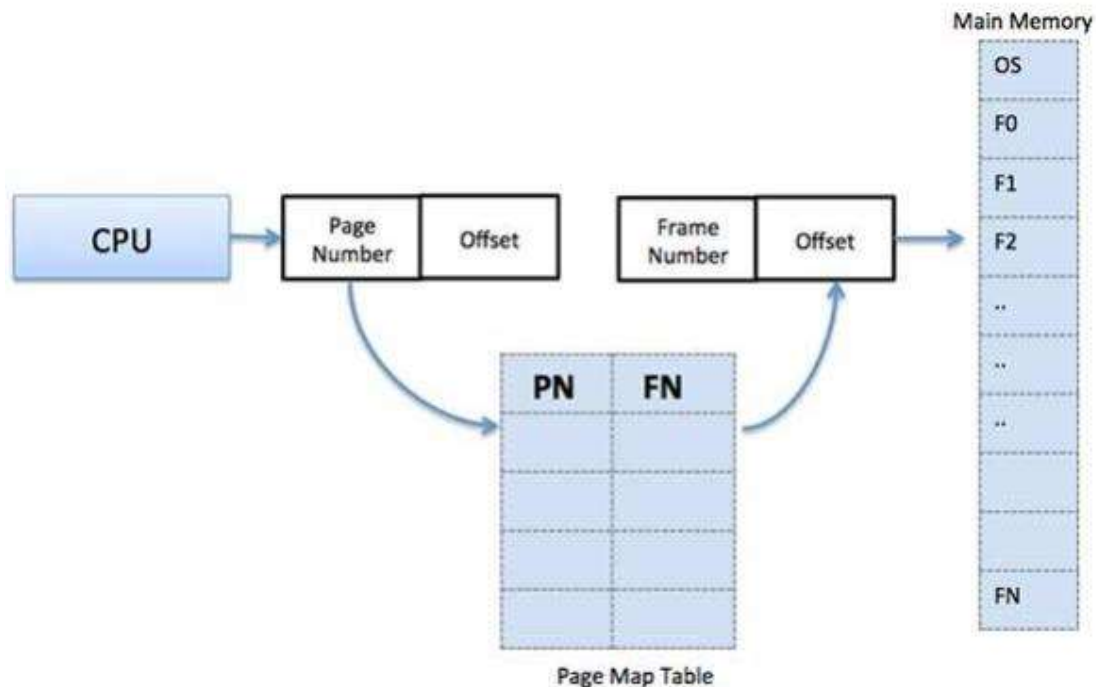 Main Memory
OS
F0
F1
F2
..
..
..
FN
CPU
Page
Number
Offset
Frame
Number
Offset
PN FN
Page Map Table